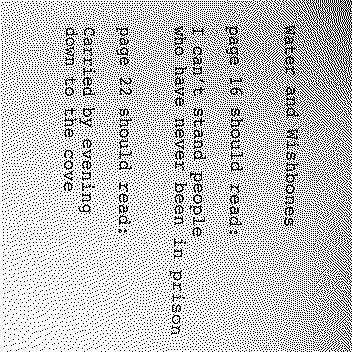 Water and Wishbones
page 16 should read:
I can't stand people
who have never been in prison
page 22 should read:
Carried by evening
down to the cove